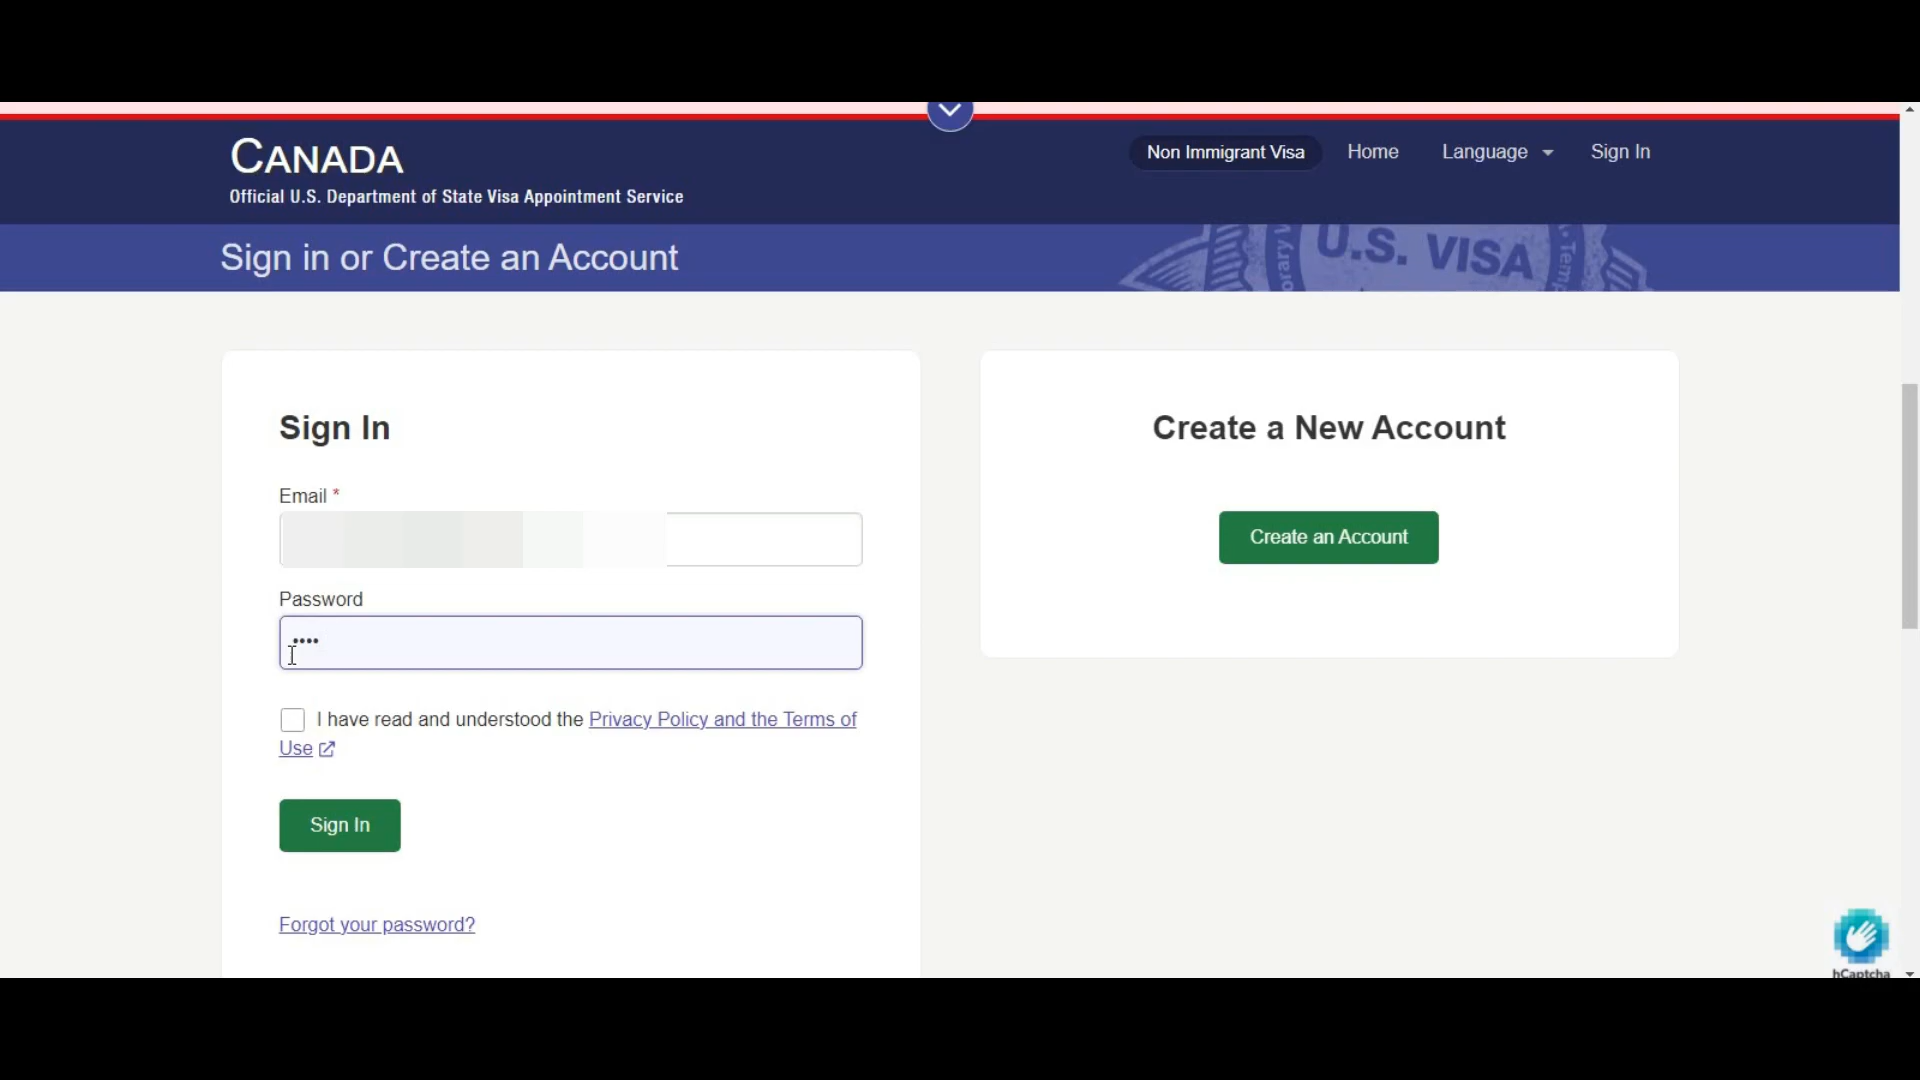 CANADA
Official U.S. Department of State Visa Appointment Service
Non Immigrant Visa
Home
Language
Sign In
Sign in or Create an Account
U.S. VISA
Sign In
Email *
Password
••••
I have read and understood the Privacy Policy and the Terms of
Use
Sign In
Forgot your password?
Create a New Account
Create an Account
hCaptcha